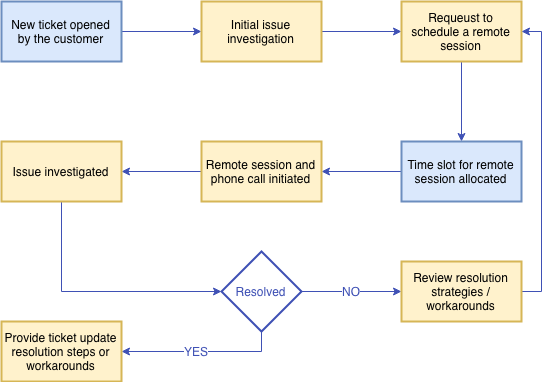 New ticket opened
by the customer
Initial issue
investigation
Requeust to
schedule a remote
session
Issue investigated
Remote session and
phone call initiated
Time slot for remote
session allocated
Resolved
NO
Review resolution
strategies /
workarounds
YES
Provide ticket update
resolution steps or
workarounds